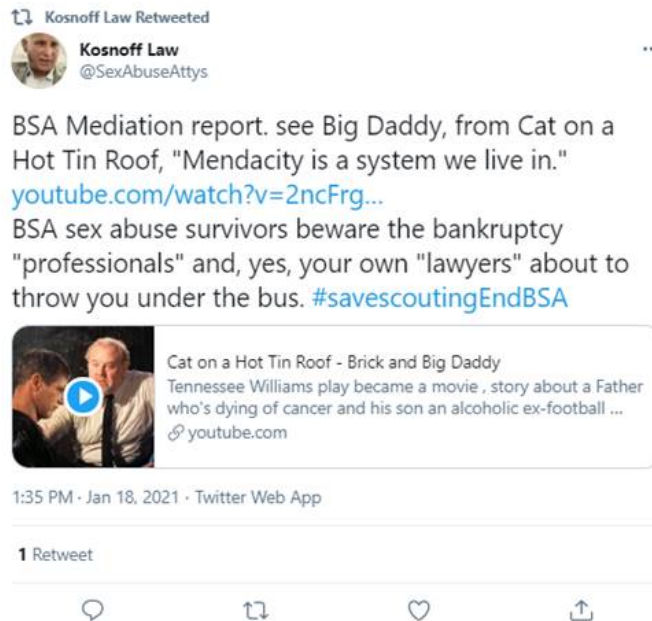 Kosnoff Law Retweeted
Kosnoff Law
@SexAbuseAttys
BSA Mediation report. see Big Daddy, from Cat on a
Hot Tin Roof, "Mendacity is a system we live in."
youtube.com/watch?v=2ncFrg...
BSA sex abuse survivors beware the bankruptcy
"professionals" and, yes, your own "lawyers" about to
throw you under the bus. #savescoutingEndBSA
Cat on a Hot Tin Roof - Brick and Big Daddy
Tennessee Williams play became a movie , story about a Father
who's dying of cancer and his son an alcoholic ex-football ...
youtube.com
1:35 PM · Jan 18, 2021 · Twitter Web App
1 Retweet